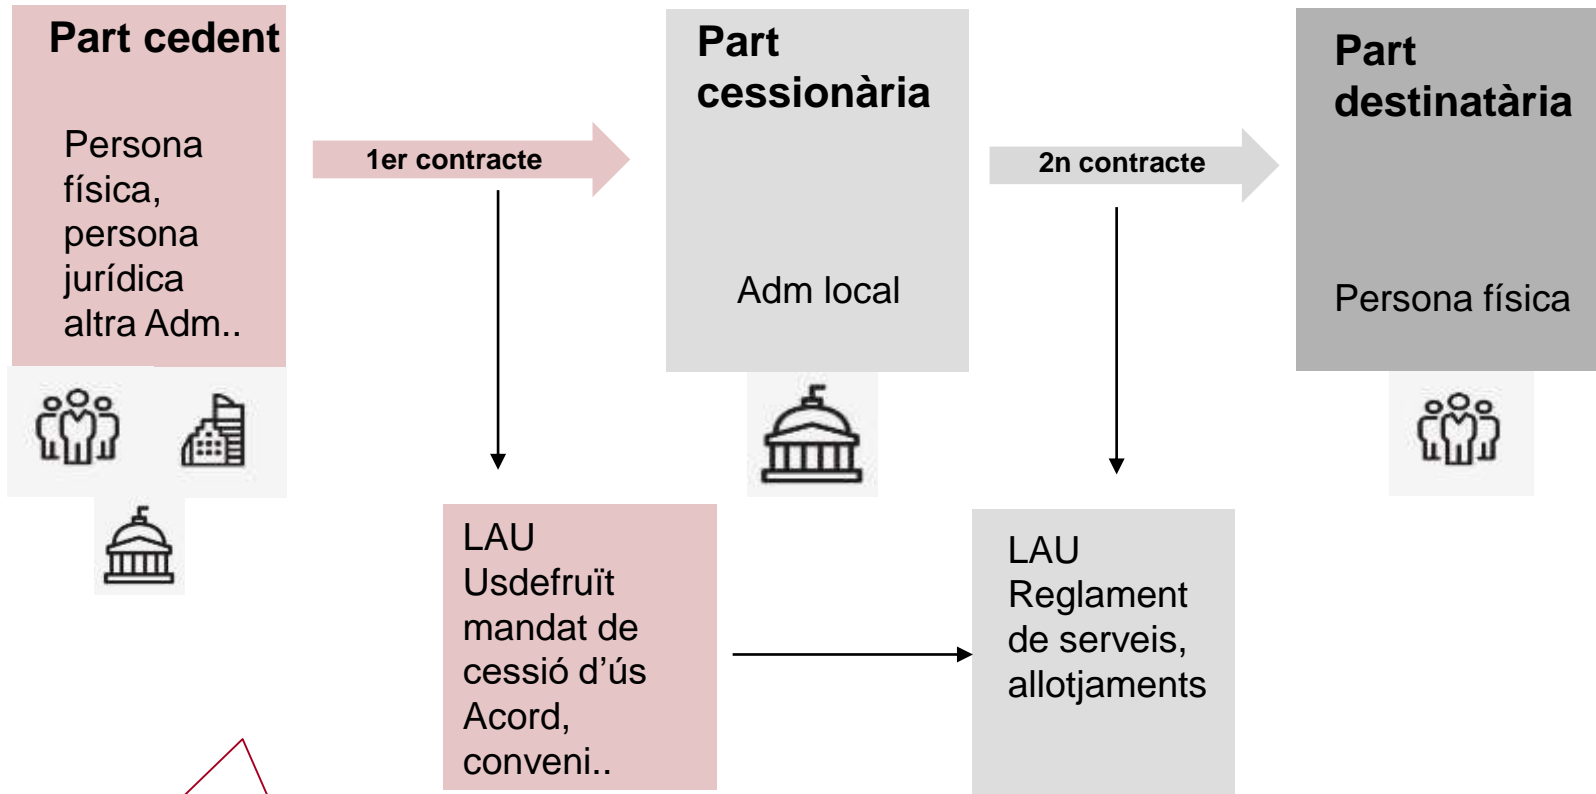 Part cedent
Persona
física,
persona
jurídica
altra Adm..
1er contracte
Part
cessionària
Adm local
2n contracte
Part
destinatària
Persona física
LAU
Usdefruït
mandat de
cessió d’ús
Acord,
conveni..
LAU
Reglament
de serveis,
allotjaments